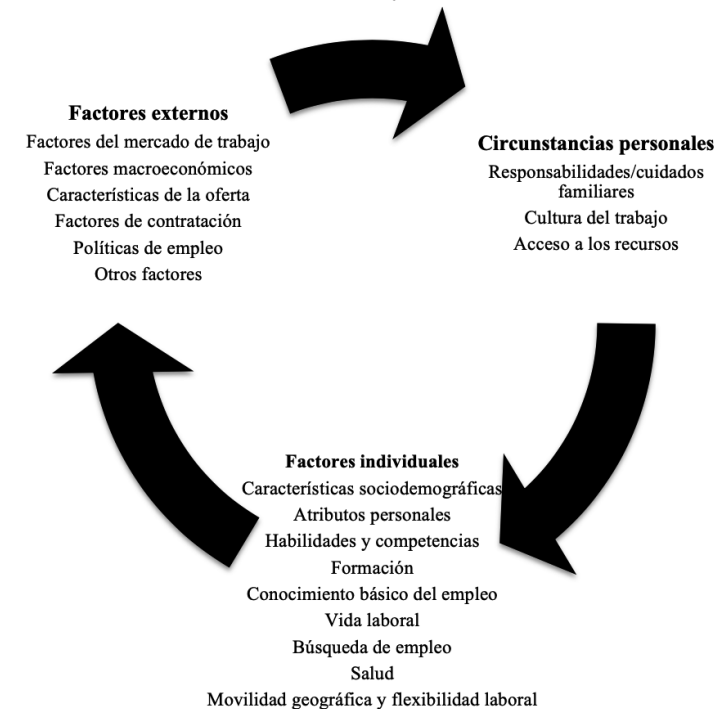 Factores externos
Factores del mercado de trabajo
Factores macroeconómicos
Características de la oferta
Factores de contratación
Políticas de empleo
Otros factores
Circunstancias personales
Responsabilidades/cuidados
familiares
Cultura del trabajo
Acceso a los recursos
Factores individuales
Características sociodemográficas
Atributos personales
Habilidades y competencias
Formación
Conocimiento básico del empleo
Vida laboral
Búsqueda de empleo
Salud
Movilidad geográfica y flexibilidad laboral